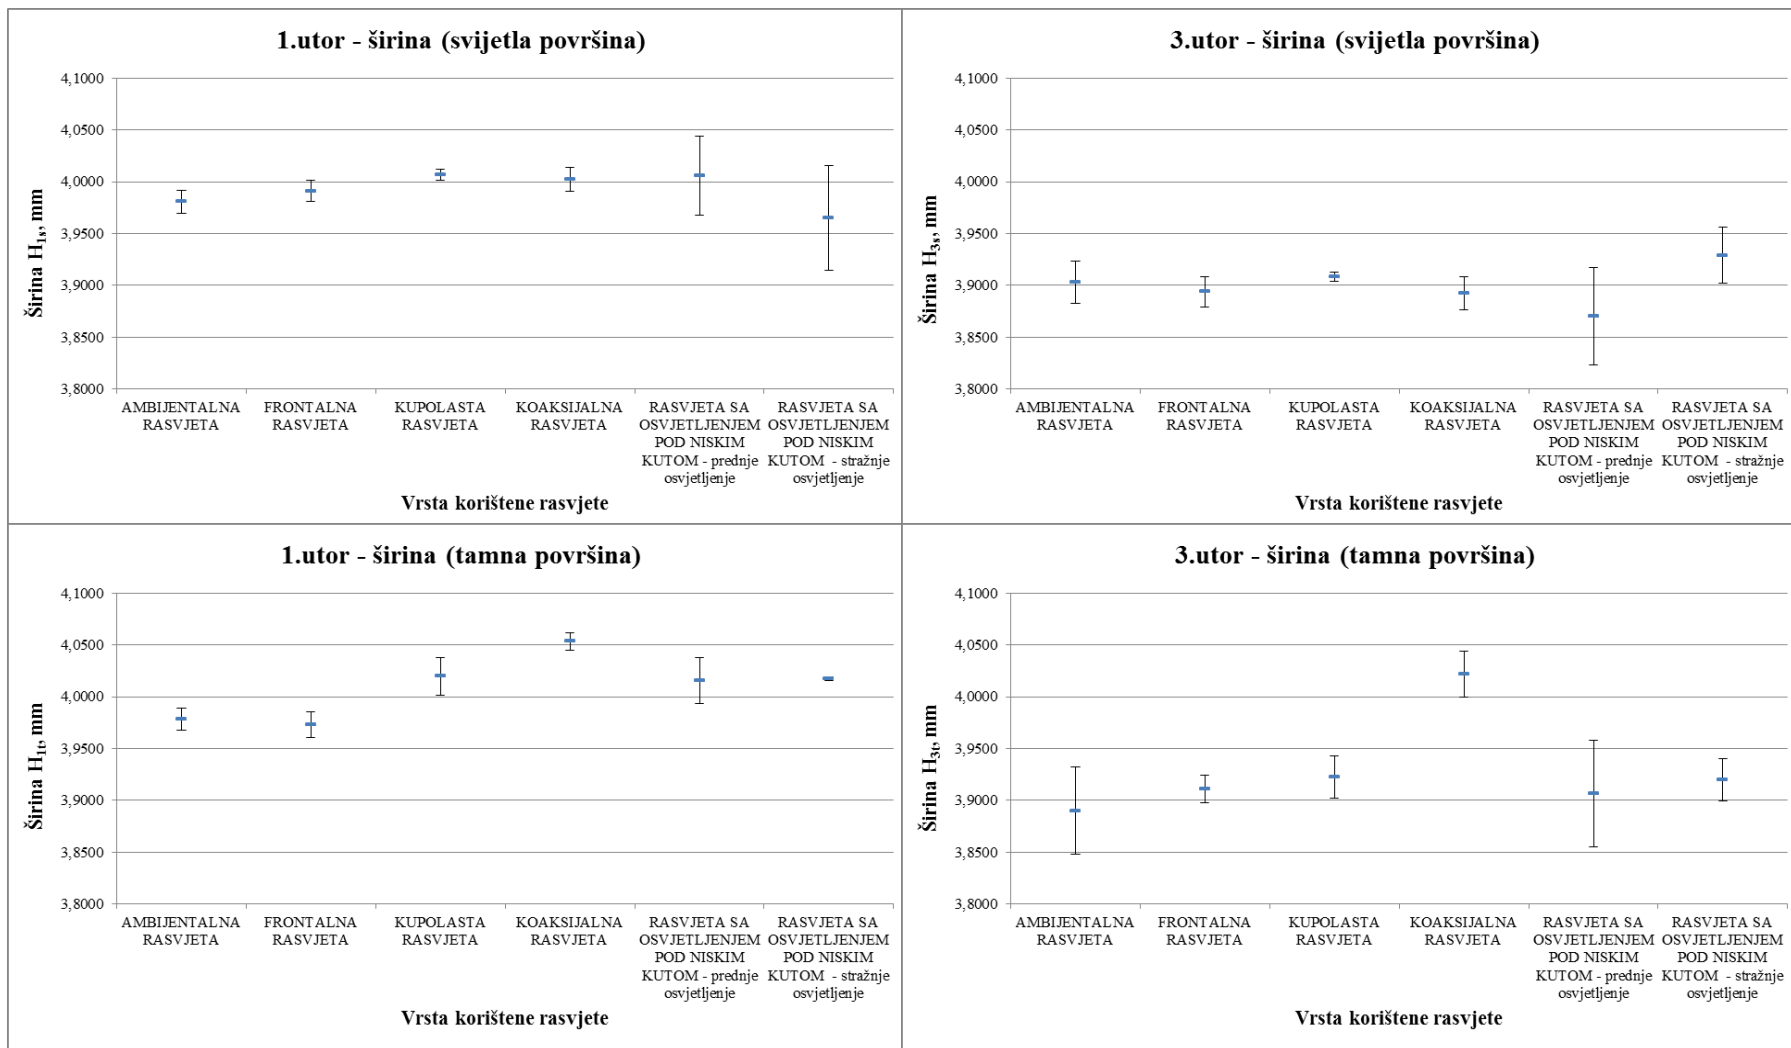 1.utor - širina (svijetla površina)
4,1000
4,0500
4,0000
3,9500
3,9000
3,8500
3,8000
Širina H1s, mm
AMBIJENTALNA
RASVJETA
FRONTALNA
RASVJETA
KUPOLASTA
RASVJETA
KOAKSIJALNA
RASVJETA
RASVJETA SA
OSVJETLJENJEM
POD NISKIM
KUTOM - prednje
osvjetljenje
RASVJETA SA
OSVJETLJENJEM
POD NISKIM
KUTOM - stražnje
osvjetljenje
Vrsta korištene rasvjete
3.utor - širina (svijetla površina)
4,1000
4,0500
4,0000
3,9500
3,9000
3,8500
3,8000
Širina H3s, mm
AMBIJENTALNA
RASVJETA
FRONTALNA
RASVJETA
KUPOLASTA
RASVJETA
KOAKSIJALNA
RASVJETA
RASVJETA SA
OSVJETLJENJEM
POD NISKIM
KUTOM - prednje
osvjetljenje
RASVJETA SA
OSVJETLJENJEM
POD NISKIM
KUTOM - stražnje
osvjetljenje
Vrsta korištene rasvjete
1.utor - širina (tamna površina)
4,1000
4,0500
4,0000
3,9500
3,9000
3,8500
3,8000
Širina H1t, mm
AMBIJENTALNA
RASVJETA
FRONTALNA
RASVJETA
KUPOLASTA
RASVJETA
KOAKSIJALNA
RASVJETA
RASVJETA SA
OSVJETLJENJEM
POD NISKIM
KUTOM - prednje
osvjetljenje
RASVJETA SA
OSVJETLJENJEM
POD NISKIM
KUTOM - stražnje
osvjetljenje
Vrsta korištene rasvjete
3.utor - širina (tamna površina)
4,1000
4,0500
4,0000
3,9500
3,9000
3,8500
3,8000
Širina H3t, mm
AMBIJENTALNA
RASVJETA
FRONTALNA
RASVJETA
KUPOLASTA
RASVJETA
KOAKSIJALNA
RASVJETA
RASVJETA SA
OSVJETLJENJEM
POD NISKIM
KUTOM - prednje
osvjetljenje
RASVJETA SA
OSVJETLJENJEM
POD NISKIM
KUTOM - stražnje
osvjetljenje
Vrsta korištene rasvjete